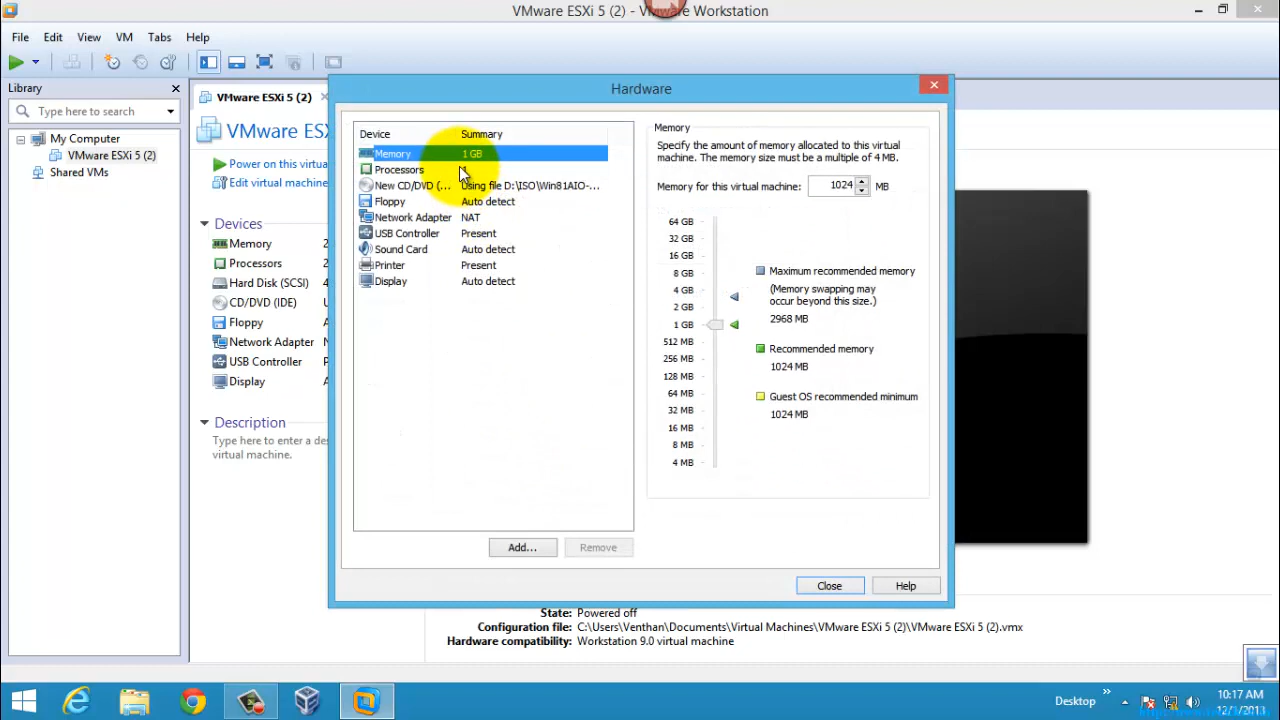 VMware ESXi 5 (2) - VMware Workstation
File Edit View VM Tabs Help
Library
Type here to search
My Computer
VMware ESXi 5 (2)
Shared VMs
VMware ESXi 5 (2)
VMware ES
Power on this virtua
Edit virtual machine
Devices
Memory 2
Processors
Hard Disk (SCSI) 4
CD/DVD (IDE)
Floppy
Network Adapter
USB Controller
Display
Description
Type here to enter a des
virtual machine.
Hardware
Device Summary
Memory 1 GB
Processors
New CD/DVD (... Using file D:\ISO\Win81AIO-...
Floppy Auto detect
Network Adapter NAT
USB Controller Present
Sound Card Auto detect
Printer Present
Display Auto detect
Add... Remove
Memory
Specify the amount of memory allocated to this virtual
machine. The memory size must be a multiple of 4 MB.
Memory for this virtual machine: 1024 MB
64 GB
32 GB
16 GB
8 GB
4 GB
2 GB
1 GB
512 MB
256 MB
128 MB
64 MB
32 MB
16 MB
8 MB
4 MB
Maximum recommended memory
(Memory swapping may
occur beyond this size.)
2968 MB
Recommended memory
1024 MB
Guest OS recommended minimum
1024 MB
Close Help
State: Powered off
Configuration file: C:\Users\Venthan\Documents\Virtual Machines\VMware ESXi 5 (2)\VMware ESXi 5 (2).vmx
Hardware compatibility: Workstation 9.0 virtual machine
Desktop
10:17 AM
12/1/2013